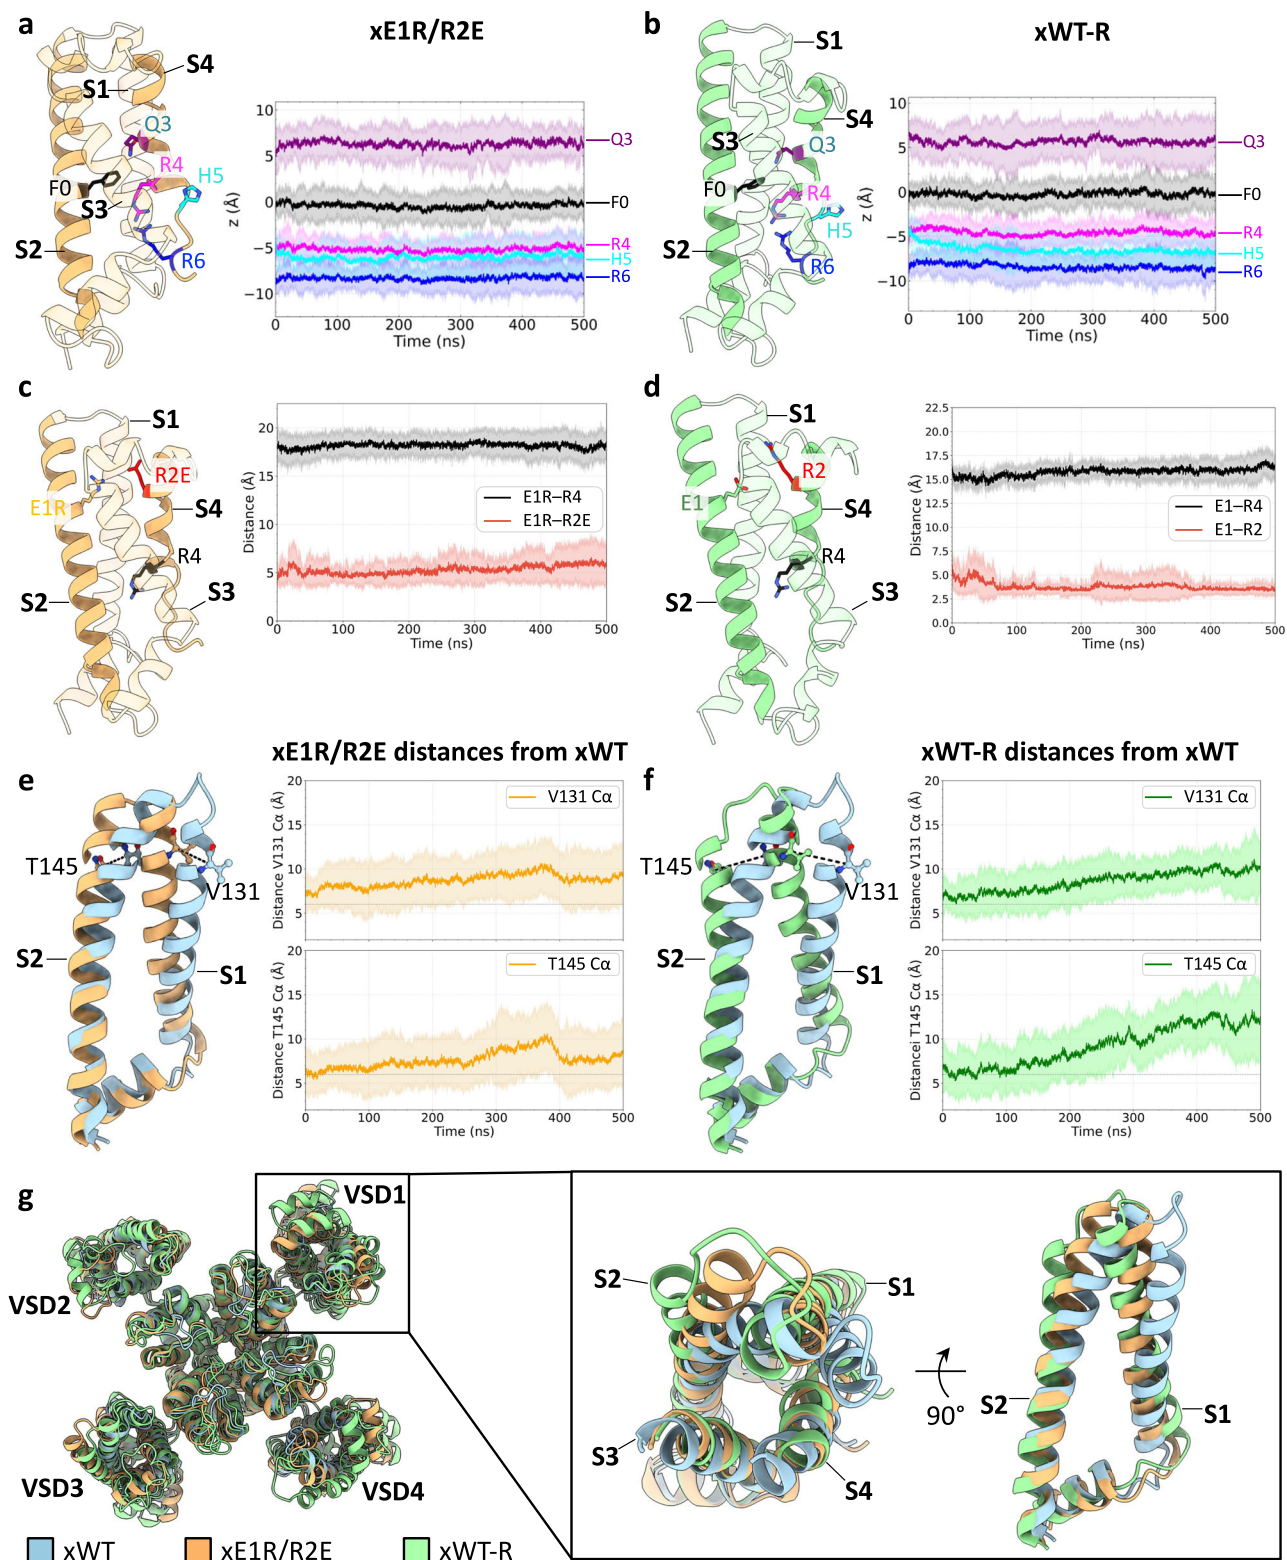 a
xE1R/R2E
S4
S1
Q3
R4
H5
F0
S3
S2
R6
10
5
0
−5
−10
z (Å)
0 100 200 300 400 500
Time (ns)
Q3
F0
R4
H5
R6
b
xWT-R
S1
S4
S3
Q3
F0
R4
H5
S2
R6
10
5
0
−5
−10
z (Å)
0 100 200 300 400 500
Time (ns)
Q3
F0
R4
H5
R6
c
S1
R2E
E1R
S4
R4
S3
S2
20
15
10
5
0
Distance (Å)
E1R–R4
E1R–R2E
0 100 200 300 400 500
Time (ns)
d
S1
R2
E1
S4
R4
S3
S2
22.5
20.0
17.5
15.0
12.5
10.0
7.5
5.0
2.5
0.0
Distance (Å)
E1–R4
E1–R2
0 100 200 300 400 500
Time (ns)
e
xE1R/R2E distances from xWT
T145
V131
S2
S1
20
15
10
5
Distance V131 Cα (Å)
V131 Cα
20
15
10
5
Distance T145 Cα (Å)
T145 Cα
0 100 200 300 400 500
Time (ns)
f
xWT-R distances from xWT
T145
V131
S2
S1
20
15
10
5
Distance V131 Cα (Å)
V131 Cα
20
15
10
5
Distancei T145 Cα (Å)
T145 Cα
0 100 200 300 400 500
Time (ns)
g
VSD1
VSD2
VSD3
VSD4
S2
S1
S3
S4
90°
S2
S1
xWT
xE1R/R2E
xWT-R